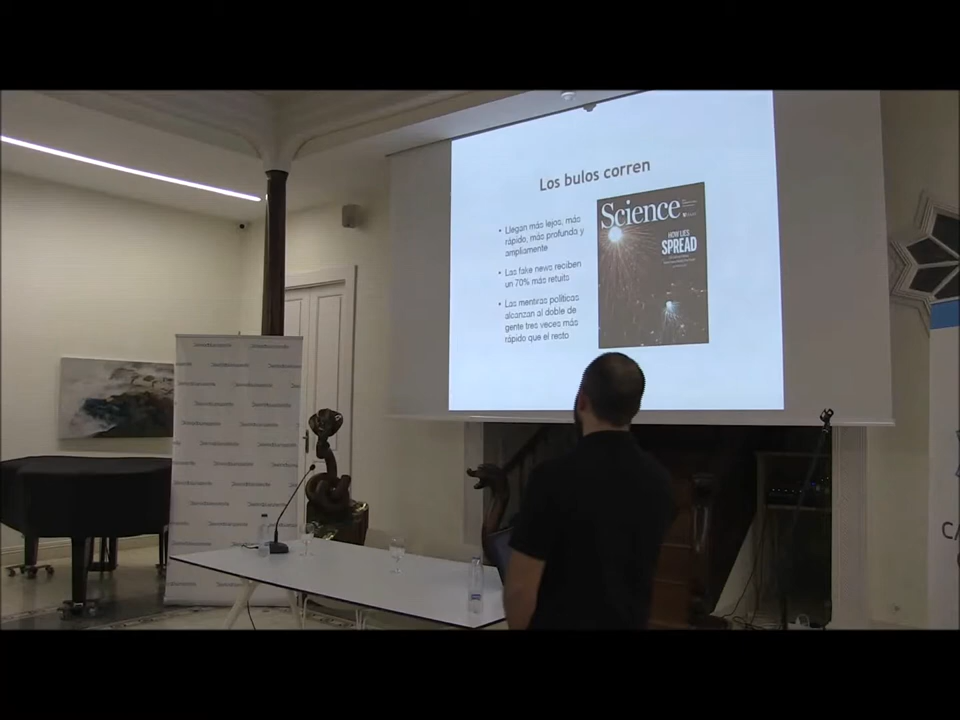 Los bulos corren
• Llegan más lejos, más
rápido, más profunda y
ampliamente
• Las fake news reciben
un 70% más retuits
• Las mentiras políticas
alcanzan al doble de
gente tres veces más
rápido que el resto
Science
HOW LIES
SPREAD